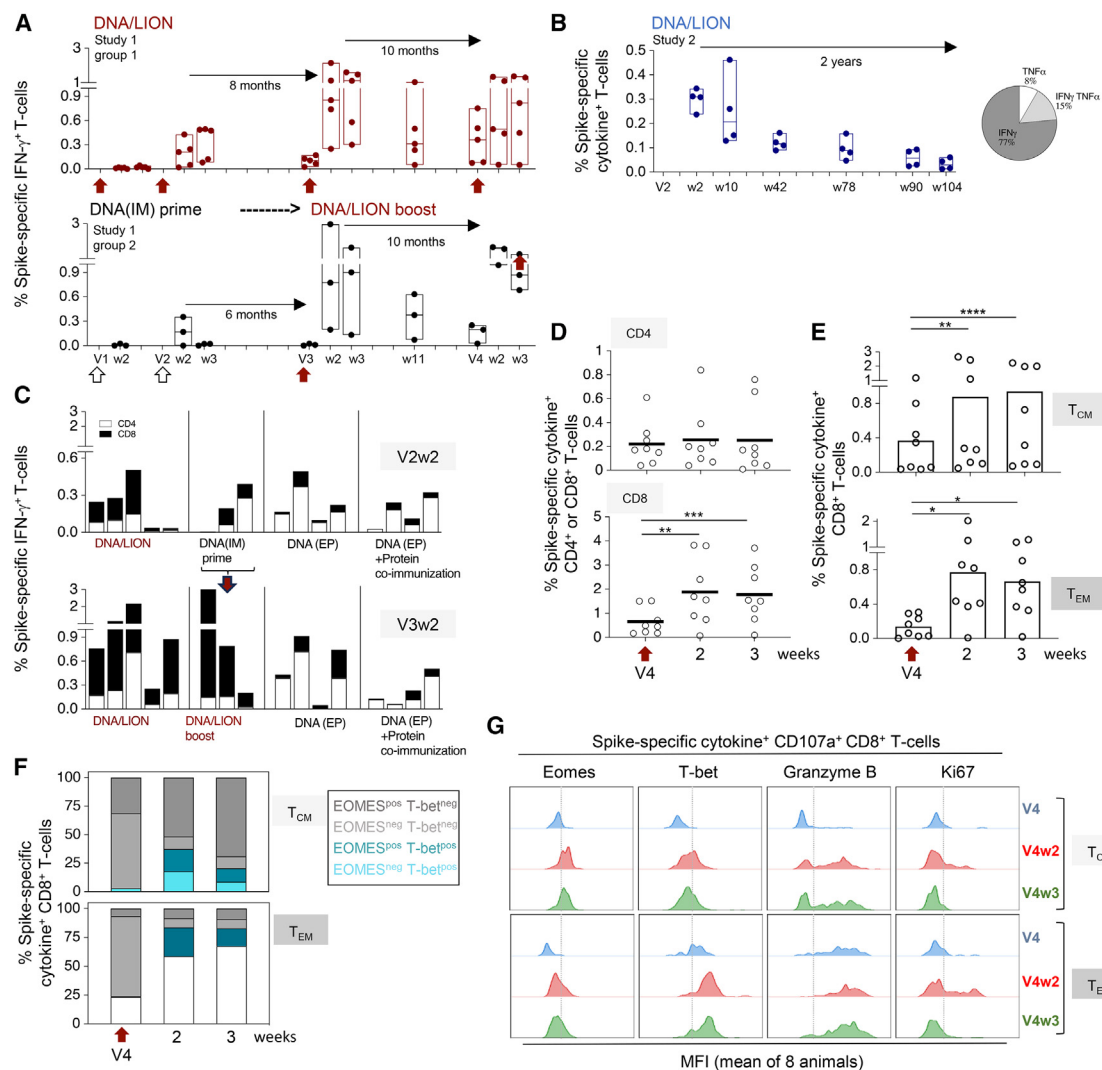 A
DNA/LION
Study 1
group 1
10 months
8 months
3
2
1
0.9
0.6
0.3
0.0
% Spike-specific IFN-γ+ T-cells
DNA(IM) prime
DNA/LION boost
Study 1
group 2
10 months
6 months
3
2
1
0.9
0.6
0.3
0.0
V1 w2 V2 w2 w3 V3 w2 w3 w11 V4 w2 w3
B
DNA/LION
Study 2
2 years
% Spike-specific
cytokine+ T-cells
0.5
0.4
0.3
0.2
0.1
0.0
V2 w2 w10 w42 w78 w90 w104
TNFα
8%
IFNγ TNFα
15%
IFNγ
77%
C
CD4
CD8
% Spike-specific IFN-γ+ T-cells
3
2
1
0.6
0.3
0.0
V2w2
DNA/LION
DNA(IM)
prime
DNA (EP)
DNA (EP)
+Protein
co-immunization
3
2
1
0.9
0.6
0.3
0.0
V3w2
DNA/LION
DNA/LION
boost
DNA (EP)
DNA (EP)
+Protein
co-immunization
D
CD4
% Spike-specific cytokine+
CD4+ or CD8+ T-cells
1
0.8
0.6
0.4
0.2
0
CD8
5
4
3
2
1
0
**
***
2 3 weeks
V4
E
****
**
% Spike-specific cytokine+
CD8+ T-cells
3
2
1
0.8
0.4
0.0
TCM
*
*
3
2
1
0.8
0.4
0.0
TEM
2 3 weeks
V4
F
% Spike-specific
cytokine+ CD8+ T-cells
100
75
50
25
0
TCM
EOMESpos T-betneg
EOMESneg T-betneg
EOMESpos T-betpos
EOMESneg T-betpos
100
75
50
25
0
TEM
2 3 weeks
V4
G
Spike-specific cytokine+ CD107a+ CD8+ T-cells
Eomes T-bet Granzyme B Ki67
V4
V4w2
V4w3
V4
V4w2
V4w3
MFI (mean of 8 animals)